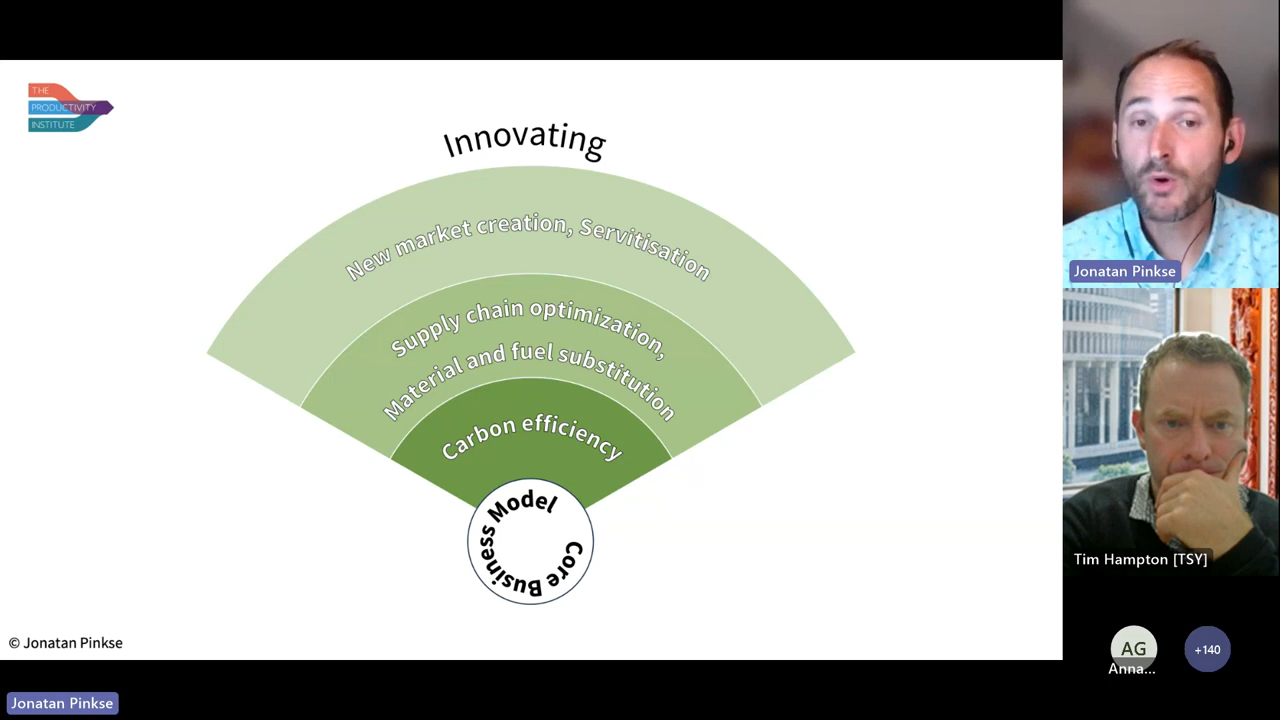 THE
PRODUCTIVITY
INSTITUTE
Innovating
New market creation, Servitisation
Supply chain optimization,
Material and fuel substitution
Carbon efficiency
Core Business Model
© Jonatan Pinkse
Jonatan Pinkse
Jonatan Pinkse
Tim Hampton [TSY]
AG
Anna...
+140